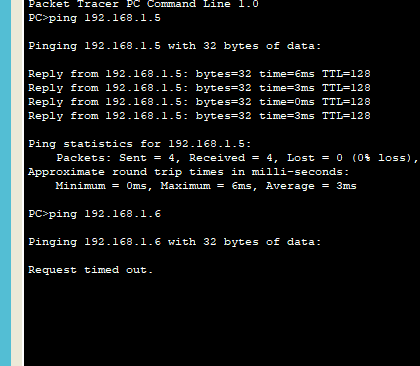 Packet Tracer PC Command Line 1.0
PC>ping 192.168.1.5
Pinging 192.168.1.5 with 32 bytes of data:
Reply from 192.168.1.5: bytes=32 time=6ms TTL=128
Reply from 192.168.1.5: bytes=32 time=3ms TTL=128
Reply from 192.168.1.5: bytes=32 time=0ms TTL=128
Reply from 192.168.1.5: bytes=32 time=3ms TTL=128
Ping statistics for 192.168.1.5:
Packets: Sent = 4, Received = 4, Lost = 0 (0% loss),
Approximate round trip times in milli-seconds:
Minimum = 0ms, Maximum = 6ms, Average = 3ms
PC>ping 192.168.1.6
Pinging 192.168.1.6 with 32 bytes of data:
Request timed out.